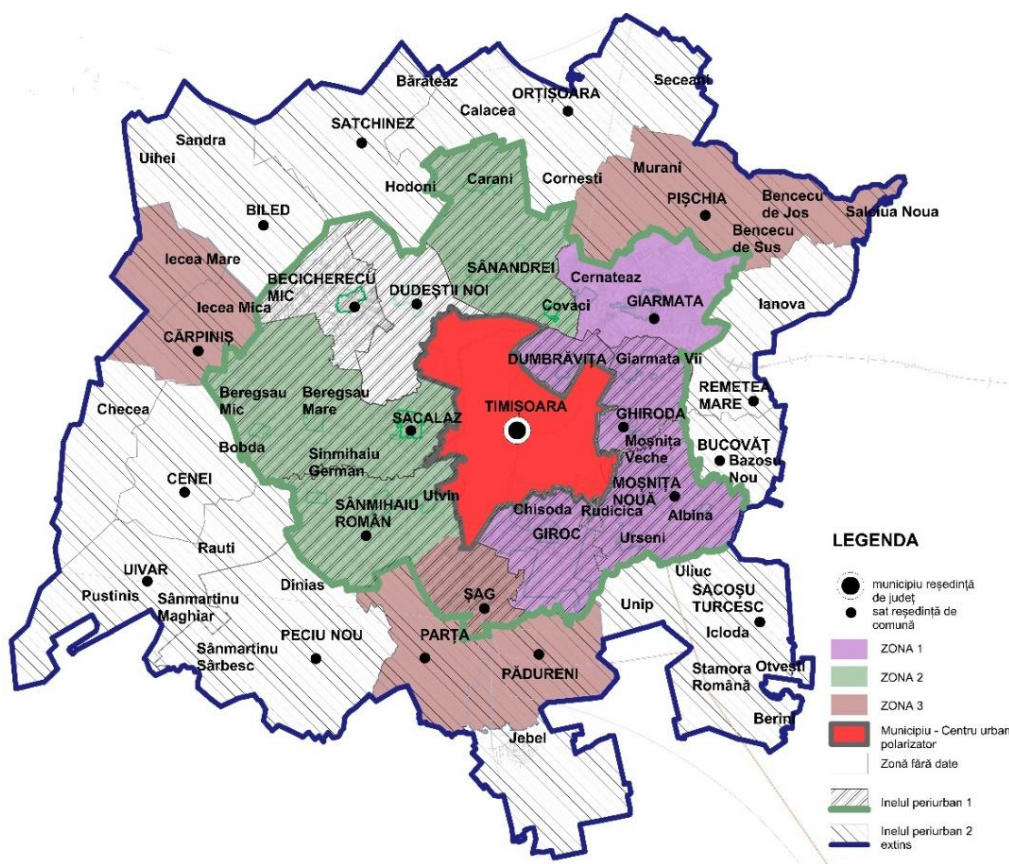 Bărateaz
ORȚIȘOARA
Seceani
Calacea
Sandra
SATCHINEZ
Uihei
Hodoni
Carani
Cornesti
Murani
PIȘCHIA
Bencecu
de Jos
Salciua Noua
Bencecu
de Sus
BILED
Iecea Mare
BECICHERECU
MIC
DUDEȘTII NOI
SÂNANDREI
Cernateaz
GIARMATA
Ianova
Iecea Mica
Covaci
CĂRPINIȘ
DUMBRĂVIȚA
Giarmata Vii
REMETEA
MARE
Beregsau
Mic
Beregsau
Mare
Checea
SACALAZ
TIMIȘOARA
GHIRODA
Bobda
Sinmihaiu
German
Moșnița
Veche
BUCOVĂȚ
Bazosu
Nou
CENEI
SÂNMIHAIU
ROMÂN
Utvin
Chisoda
Rudicica
MOȘNIȚA
NOUĂ
Albina
GIROC
Urseni
Rauti
UIVAR
Pustinis
Sânmartinu
Maghiar
Dinias
ȘAG
Uliuc
SACOȘU
TURCESC
Unip
Icloda
Sânmartinu
Sârbesc
PECIU NOU
PARȚA
PĂDURENI
Stamora
Română
Otvești
Berini
Jebel
LEGENDA
municipiu reședință
de județ
sat reședință de
comună
ZONA 1
ZONA 2
ZONA 3
Municipiu - Centru urban
polarizator
Zonă fără date
Inelul periurban 1
Inelul periurban 2
extins